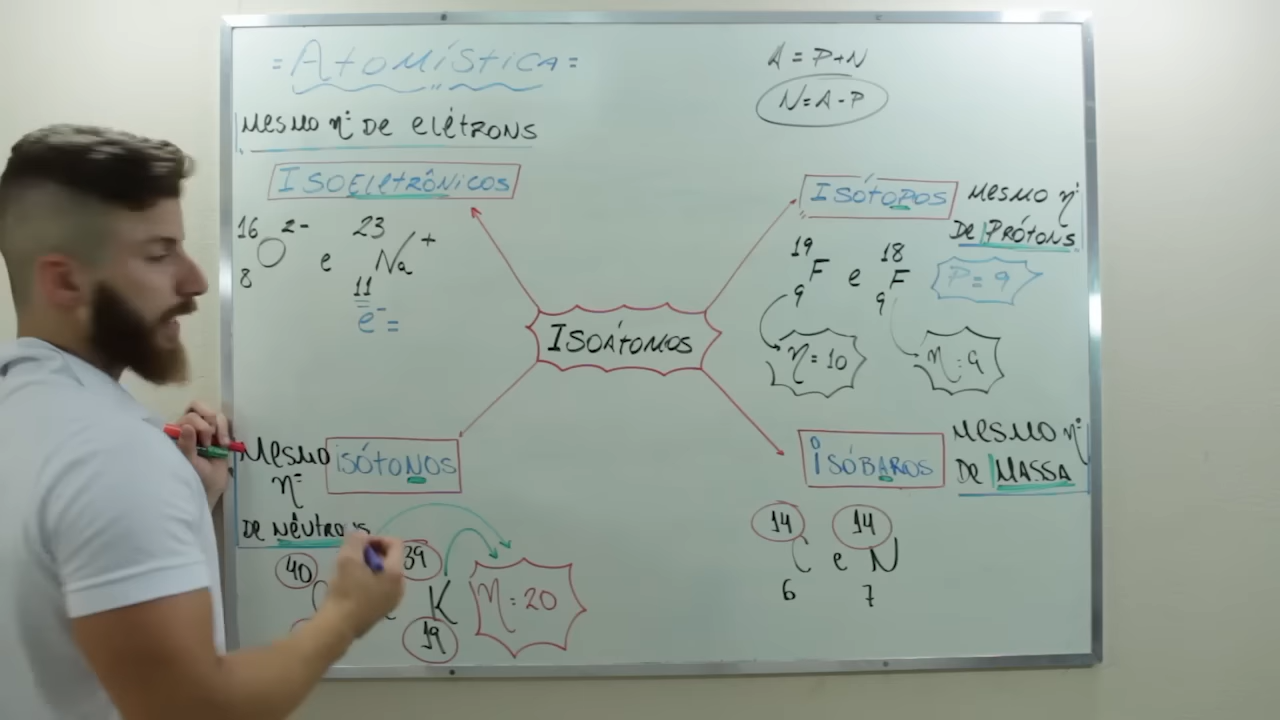 = Atomística =
A = P+N
N = A - P
Mesmo nº de elétrons
Isoeletrônicos
16 2-
O
8
e
23
Na +
11
e⁻ =
Isótopos
Mesmo nº
de Prótons
19
F
9
e
18
F
9
P = 9
η = 10
η: 9
Isoátomos
Mesmo
nº
de nêutrons
isótonos
40
39
K
19
η: 20
isóbaros
Mesmo nº
de massa
14
C
6
e
14
N
7